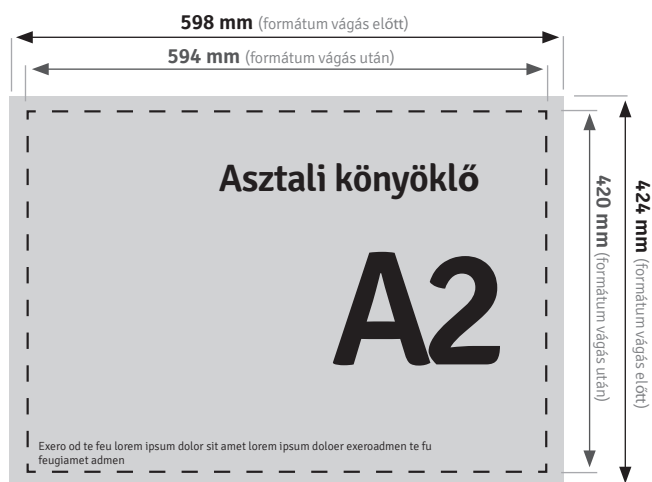 598 mm (formátum vágás előtt)
594 mm (formátum vágás után)
Asztali könyöklő
A2
420 mm (formátum vágás után)
424 mm (formátum vágás előtt)
Exero od te feu lorem ipsum dolor sit amet lorem ipsum doloer exeroadmen te fu
feugiamet admen